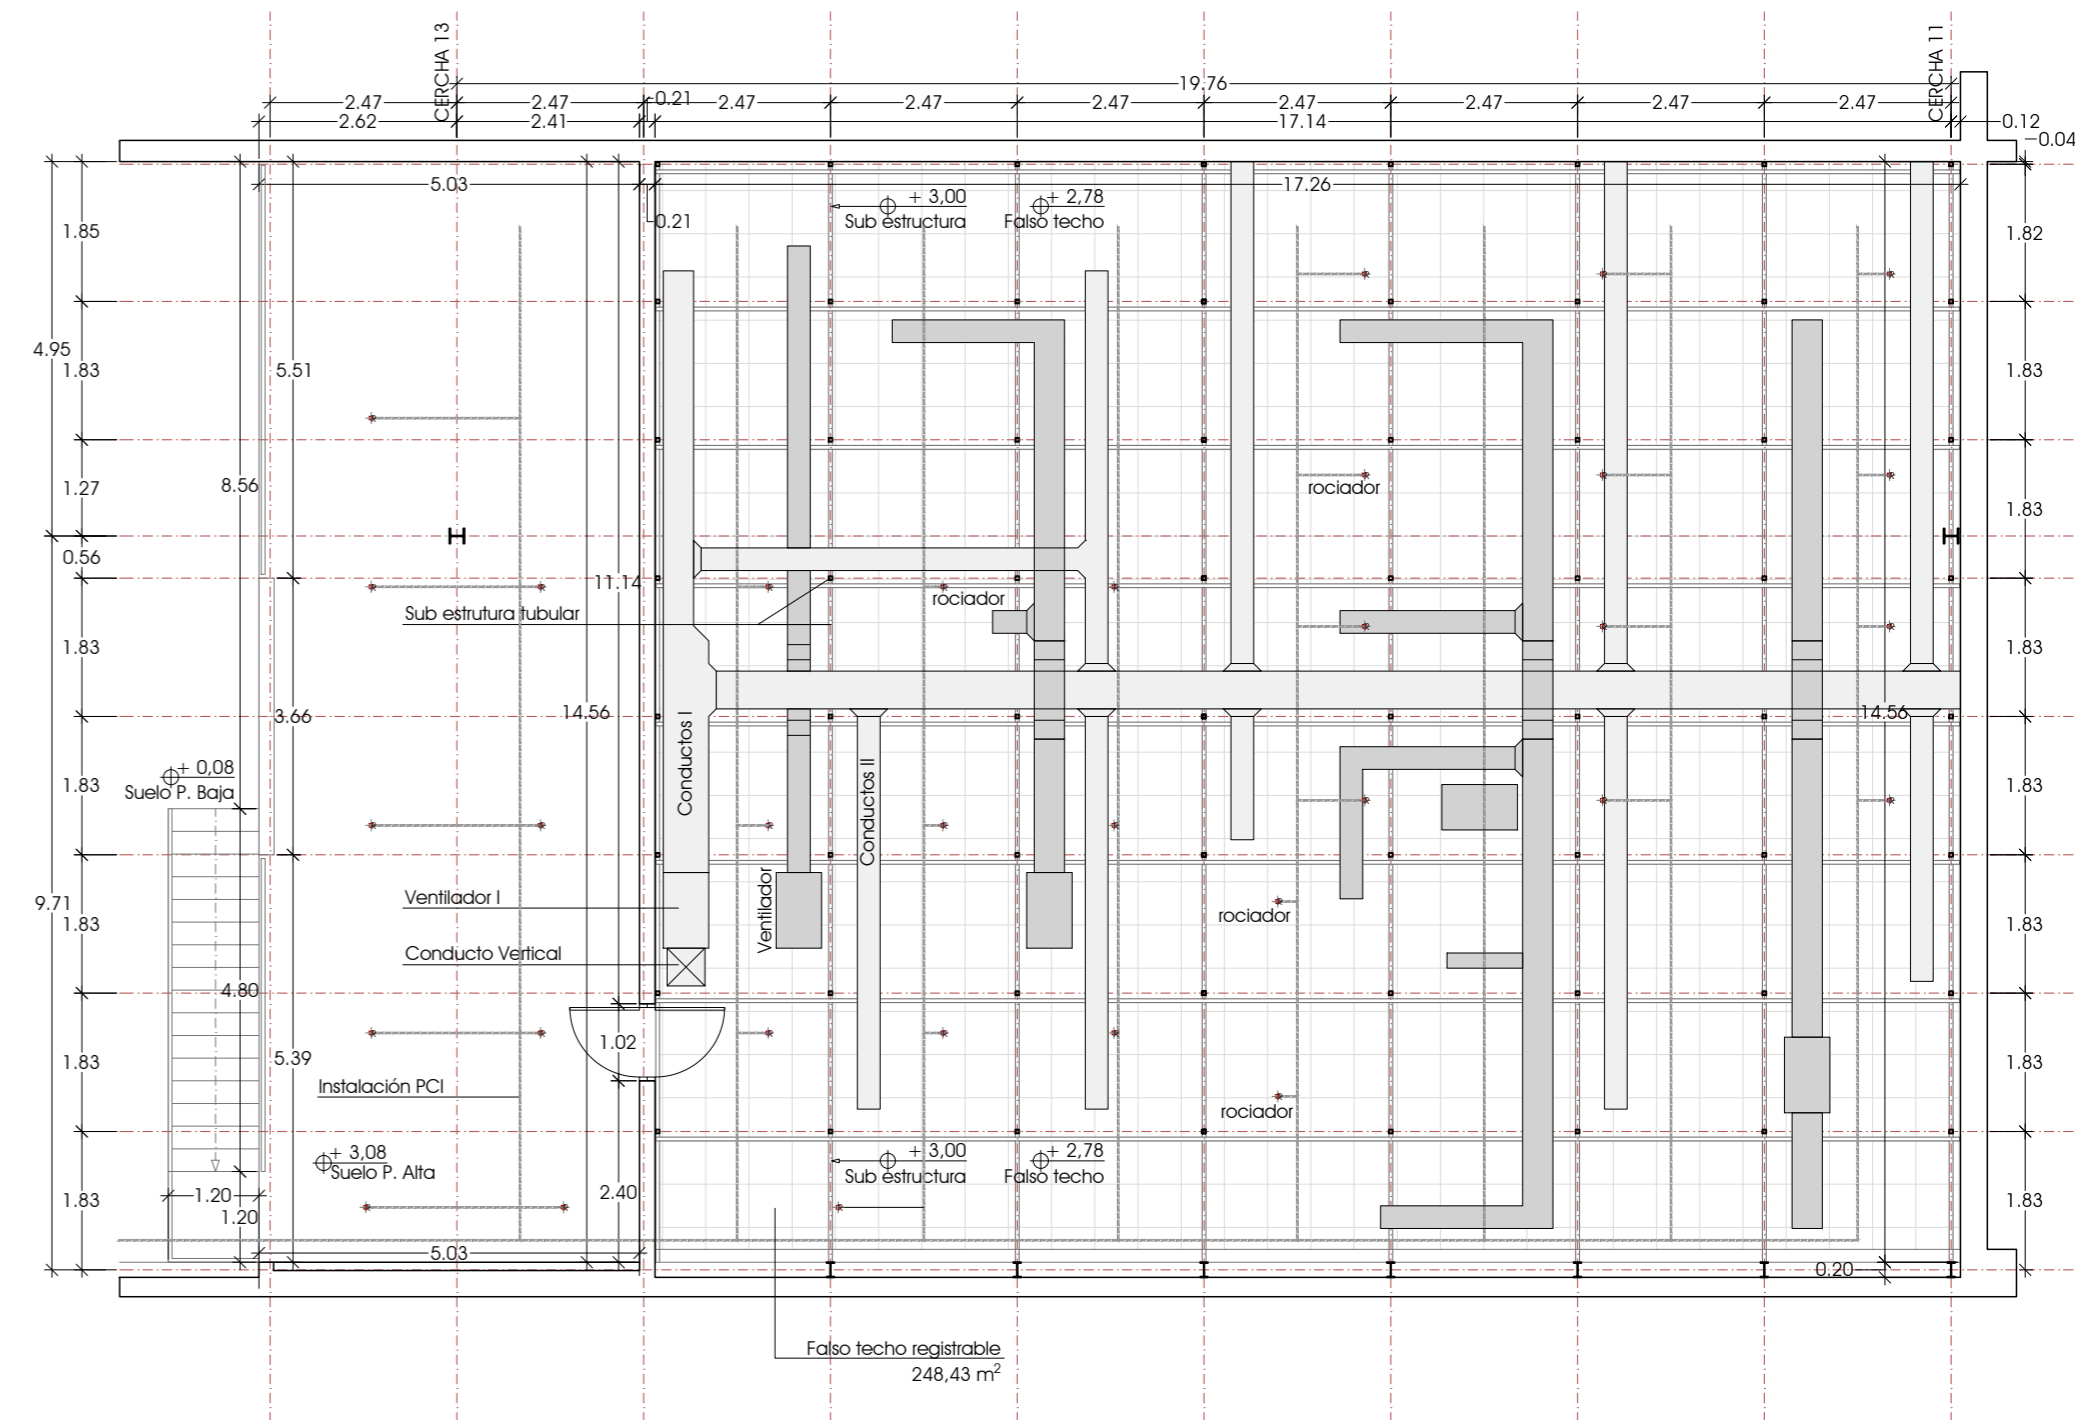 CERCHA 13
CERCHA 11
19.76
2.47
2.47
0.21
2.47
2.47
2.47
2.47
2.47
2.47
2.47
2.62
2.41
17.14
0.12
0.04
5.03
17.26
0.21
+ 3,00
Sub estructura
+ 2,78
Falso techo
1.85
1.82
4.95
1.83
5.51
1.83
8.56
1.27
rociador
1.83
0.56
11.14
rociador
Sub estrutura tubular
1.83
1.83
3.66
14.56
14.56
Conductos I
Conductos II
+ 0,08
Suelo P. Baja
1.83
1.83
9.71
1.83
Ventilador I
Ventilador
rociador
1.83
Conducto Vertical
4.80
1.83
5.39
1.02
1.83
Instalación PCI
rociador
+ 3,08
Suelo P. Alta
+ 3,00
Sub estructura
+ 2,78
Falso techo
1.83
1.20
1.20
2.40
1.83
5.03
0.20
Falso techo registrable
248,43 m²